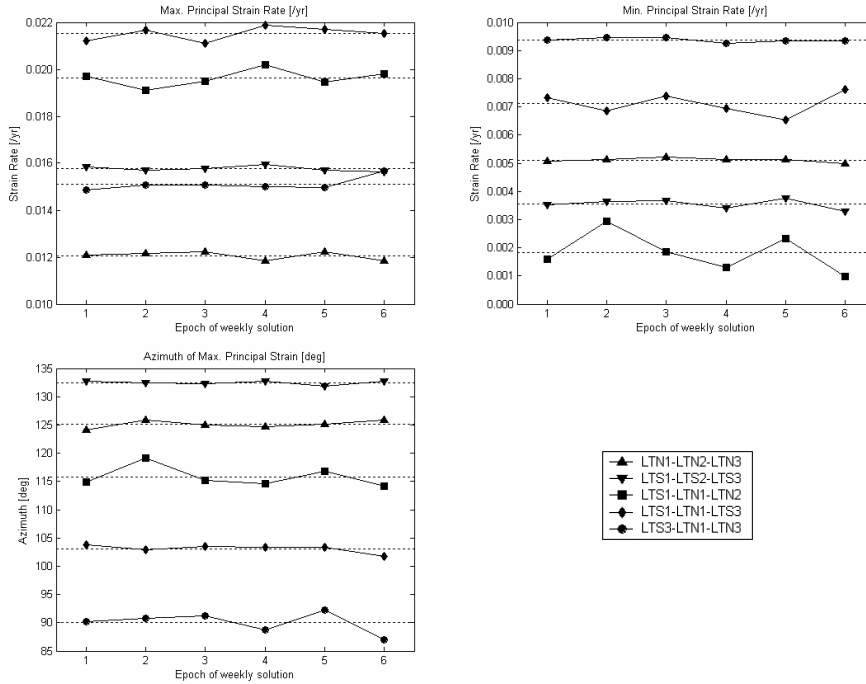 Max. Principal Strain Rate [/yr]
0.022
0.020
0.018
0.016
0.014
0.012
0.010
Strain Rate [/yr]
1 2 3 4 5 6
Epoch of weekly solution
Min. Principal Strain Rate [/yr]
0.010
0.009
0.008
0.007
0.006
0.005
0.004
0.003
0.002
0.001
0.000
Strain Rate [/yr]
1 2 3 4 5 6
Epoch of weekly solution
Azimuth of Max. Principal Strain [deg]
135
130
125
120
115
110
105
100
95
90
85
Azimuth [deg]
1 2 3 4 5 6
Epoch of weekly solution
LTN1-LTN2-LTN3
LTS1-LTS2-LTS3
LTS1-LTN1-LTN2
LTS1-LTN1-LTS3
LTS3-LTN1-LTN3